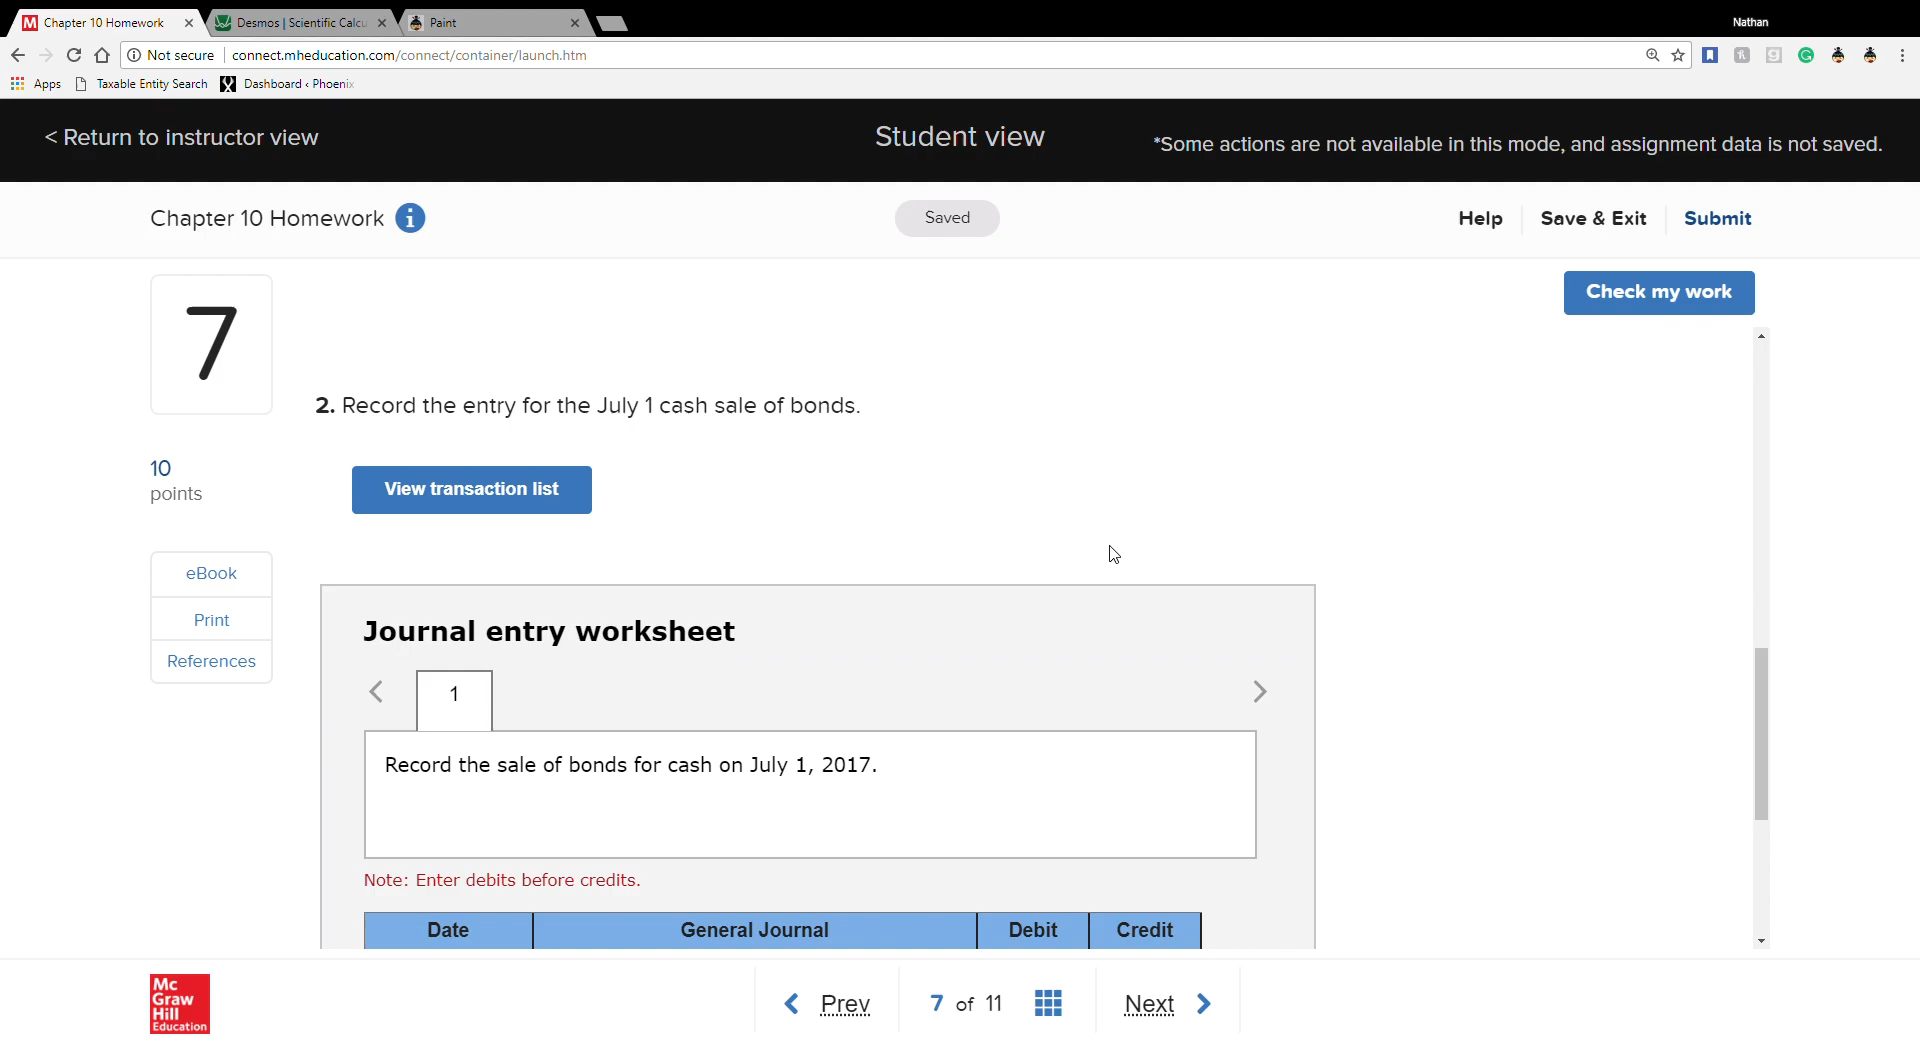 Chapter 10 Homework
Desmos | Scientific Calcu
Paint
Nathan
Not secure
connect.mheducation.com/connect/container/launch.htm
Apps
Taxable Entity Search
Dashboard ‹ Phoenix
< Return to instructor view
Student view
*Some actions are not available in this mode, and assignment data is not saved.
Chapter 10 Homework
Saved
Help
Save & Exit
Submit
7
Check my work
2. Record the entry for the July 1 cash sale of bonds.
10
points
View transaction list
eBook
Print
References
Journal entry worksheet
1
Record the sale of bonds for cash on July 1, 2017.
Note: Enter debits before credits.
Date General Journal Debit Credit
Mc
Graw
Hill
Education
Prev
7 of 11
Next